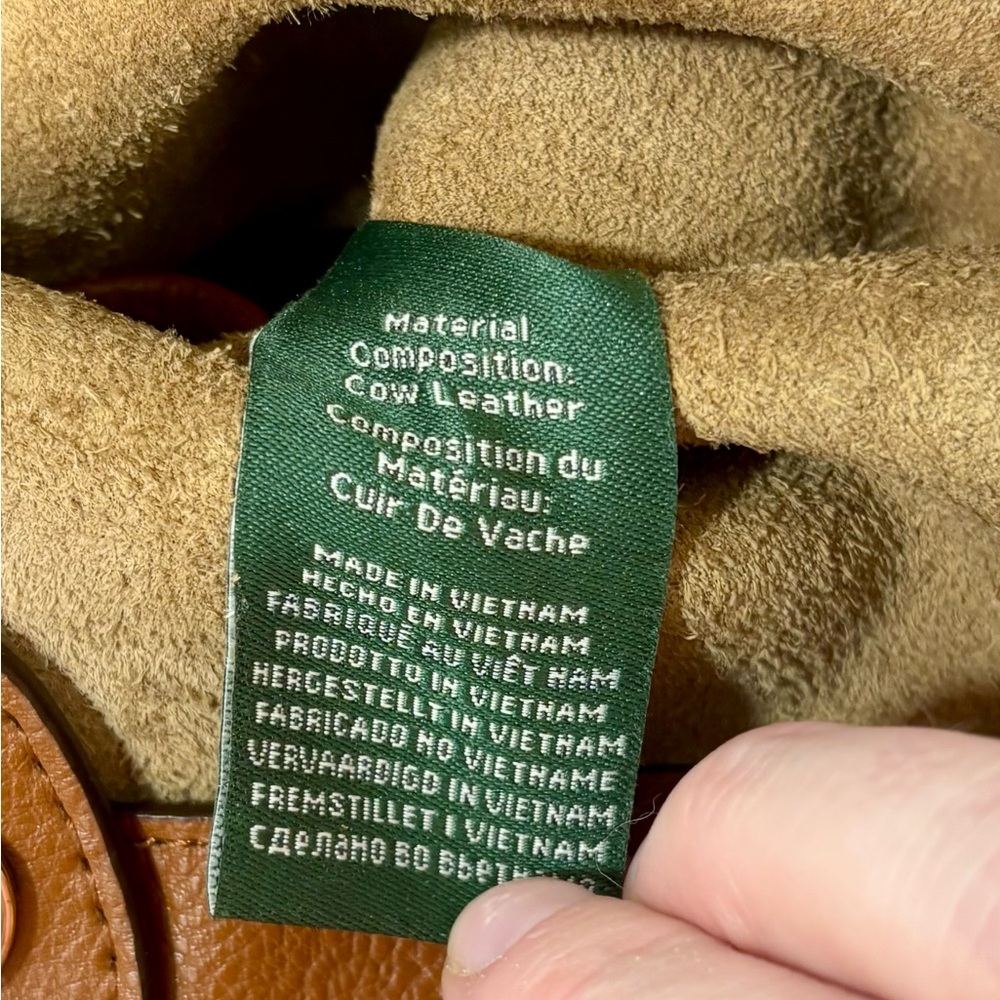 Material
Composition:
Cow Leather
Composition du
Matériau:
Cuir De Vache
MADE IN VIETNAM
HECHO EN VIETNAM
FABRIQUÉ AU VIÊT NAM
PRODOTTO IN VIETNAM
HERGESTELLT IN VIETNAM
FABRICADO NO VIETNAME
VERVAARDIGD IN VIETNAM
FREMSTILLET I VIETNAM
Сделано во